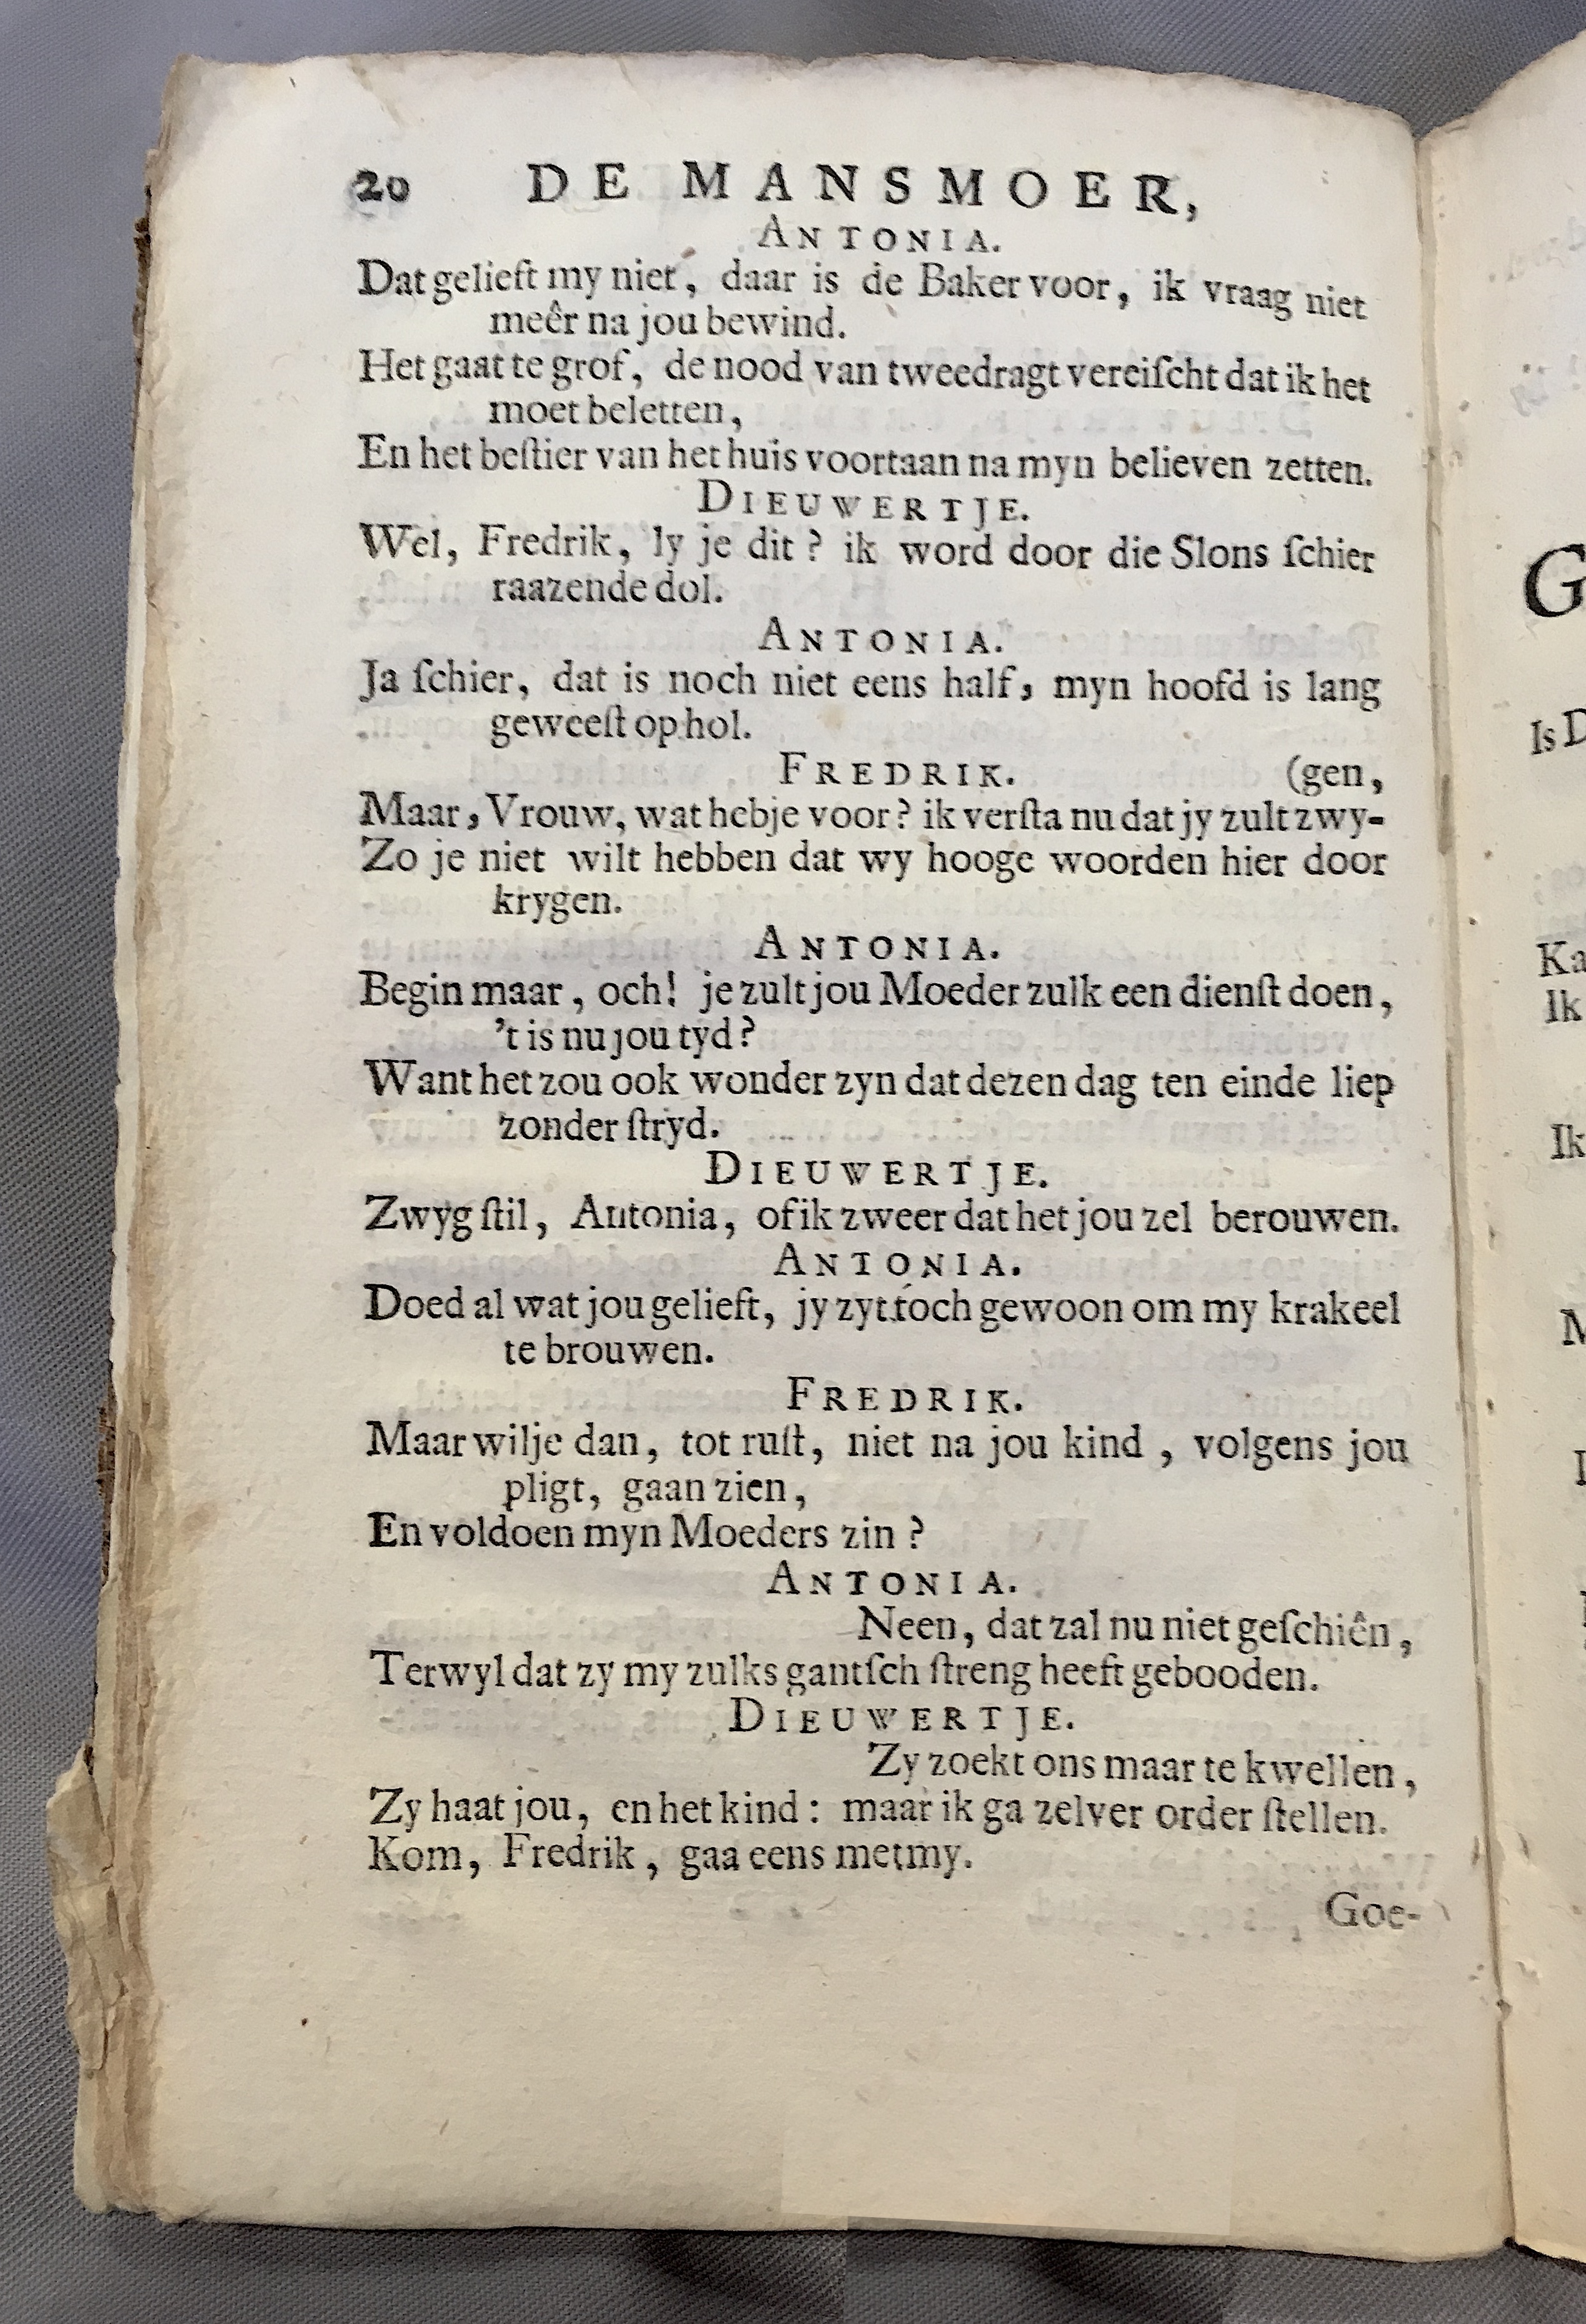 20 DE MANSMOER,
ANTONIA.
Dat gelieft my niet, daar is de Baker voor, ik vraag niet
meêr na jou bewind.
Het gaat te grof, de nood van tweedragt vereiſcht dat ik het
moet beletten,
En het beſtier van het huis voortaan na myn believen zetten.
DIEUWERTJE.
Wel, Fredrik, ly je dit? ik word door die Slons ſchier
raazende dol.
ANTONIA.
Ja ſchier, dat is noch niet eens half, myn hoofd is lang
geweeſt op hol.
FREDRIK. (gen,
Maar, Vrouw, wat hebje voor? ik verſta nu dat jy zult zwy-
Zo je niet wilt hebben dat wy hooge woorden hier door
krygen.
ANTONIA.
Begin maar, och! je zult jou Moeder zulk een dienſt doen,
't is nu jou tyd?
Want het zou ook wonder zyn dat dezen dag ten einde liep
zonder ſtryd.
DIEUWERTJE.
Zwyg ſtil, Antonia, of ik zweer dat het jou zel berouwen.
ANTONIA.
Doed al wat jou gelieft, jy zyt toch gewoon om my krakeel
te brouwen.
FREDRIK.
Maar wilje dan, tot ruſt, niet na jou kind, volgens jou
pligt, gaan zien,
En voldoen myn Moeders zin?
ANTONIA.
Neen, dat zal nu niet geſchiên,
Terwyl dat zy my zulks gantſch ſtreng heeft gebooden.
DIEUWERTJE.
Zy zoekt ons maar te kwellen,
Zy haat jou, en het kind: maar ik ga zelver order ſtellen.
Kom, Fredrik, gaa eens met my.
Goe-
G
Is D
Ka
Ik
Ik